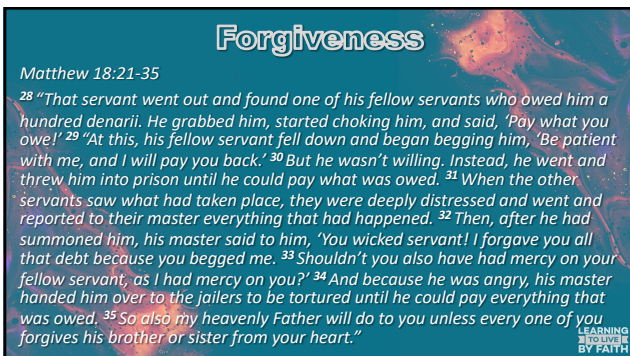 Forgiveness
Matthew 18:21-35
28 “That servant went out and found one of his fellow servants who owed him a
hundred denarii. He grabbed him, started choking him, and said, ‘Pay what you
owe!’ 29 “At this, his fellow servant fell down and began begging him, ‘Be patient
with me, and I will pay you back.’ 30 But he wasn’t willing. Instead, he went and
threw him into prison until he could pay what was owed. 31 When the other
servants saw what had taken place, they were deeply distressed and went and
reported to their master everything that had happened. 32 Then, after he had
summoned him, his master said to him, ‘You wicked servant! I forgave you all
that debt because you begged me. 33 Shouldn’t you also have had mercy on your
fellow servant, as I had mercy on you?’ 34 And because he was angry, his master
handed him over to the jailers to be tortured until he could pay everything that
was owed. 35 So also my heavenly Father will do to you unless every one of you
forgives his brother or sister from your heart.”
LEARNING
TO LIVE
BY FAITH